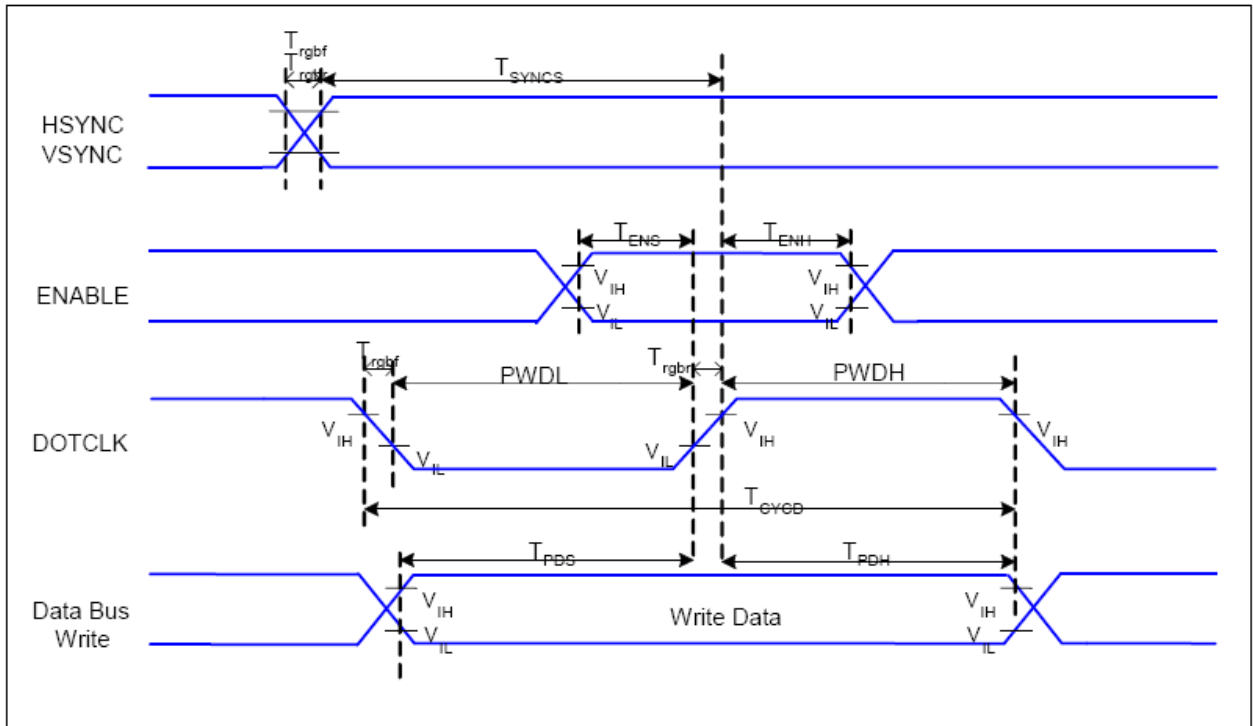 Trgbf
Trgbr
TSYNCS
HSYNC
VSYNC
TENS
TENH
VIH
VIH
ENABLE
VIL
VIL
Trgbf
PWDL
Trgbr
PWDH
VIH
VIH
VIH
DOTCLK
VIL
VIL
TCYCD
TPDS
TPDH
VIH
VIH
Data Bus
Write
Write Data
VIL
VIL